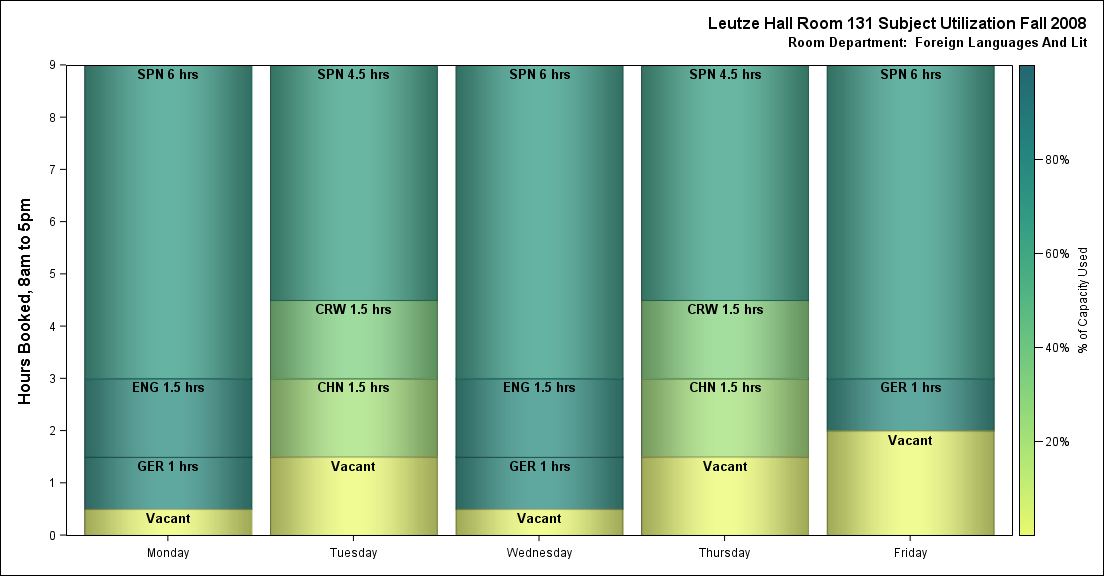 Leutze Hall Room 131 Subject Utilization Fall 2008
Room Department:  Foreign Languages And Lit
Hours Booked, 8am to 5pm
9
8
7
6
5
4
3
2
1
0
SPN 6 hrs
ENG 1.5 hrs
GER 1 hrs
Vacant
SPN 4.5 hrs
CRW 1.5 hrs
CHN 1.5 hrs
Vacant
SPN 6 hrs
ENG 1.5 hrs
GER 1 hrs
Vacant
SPN 4.5 hrs
CRW 1.5 hrs
CHN 1.5 hrs
Vacant
SPN 6 hrs
GER 1 hrs
Vacant
Monday
Tuesday
Wednesday
Thursday
Friday
80%
60%
40%
20%
% of Capacity Used